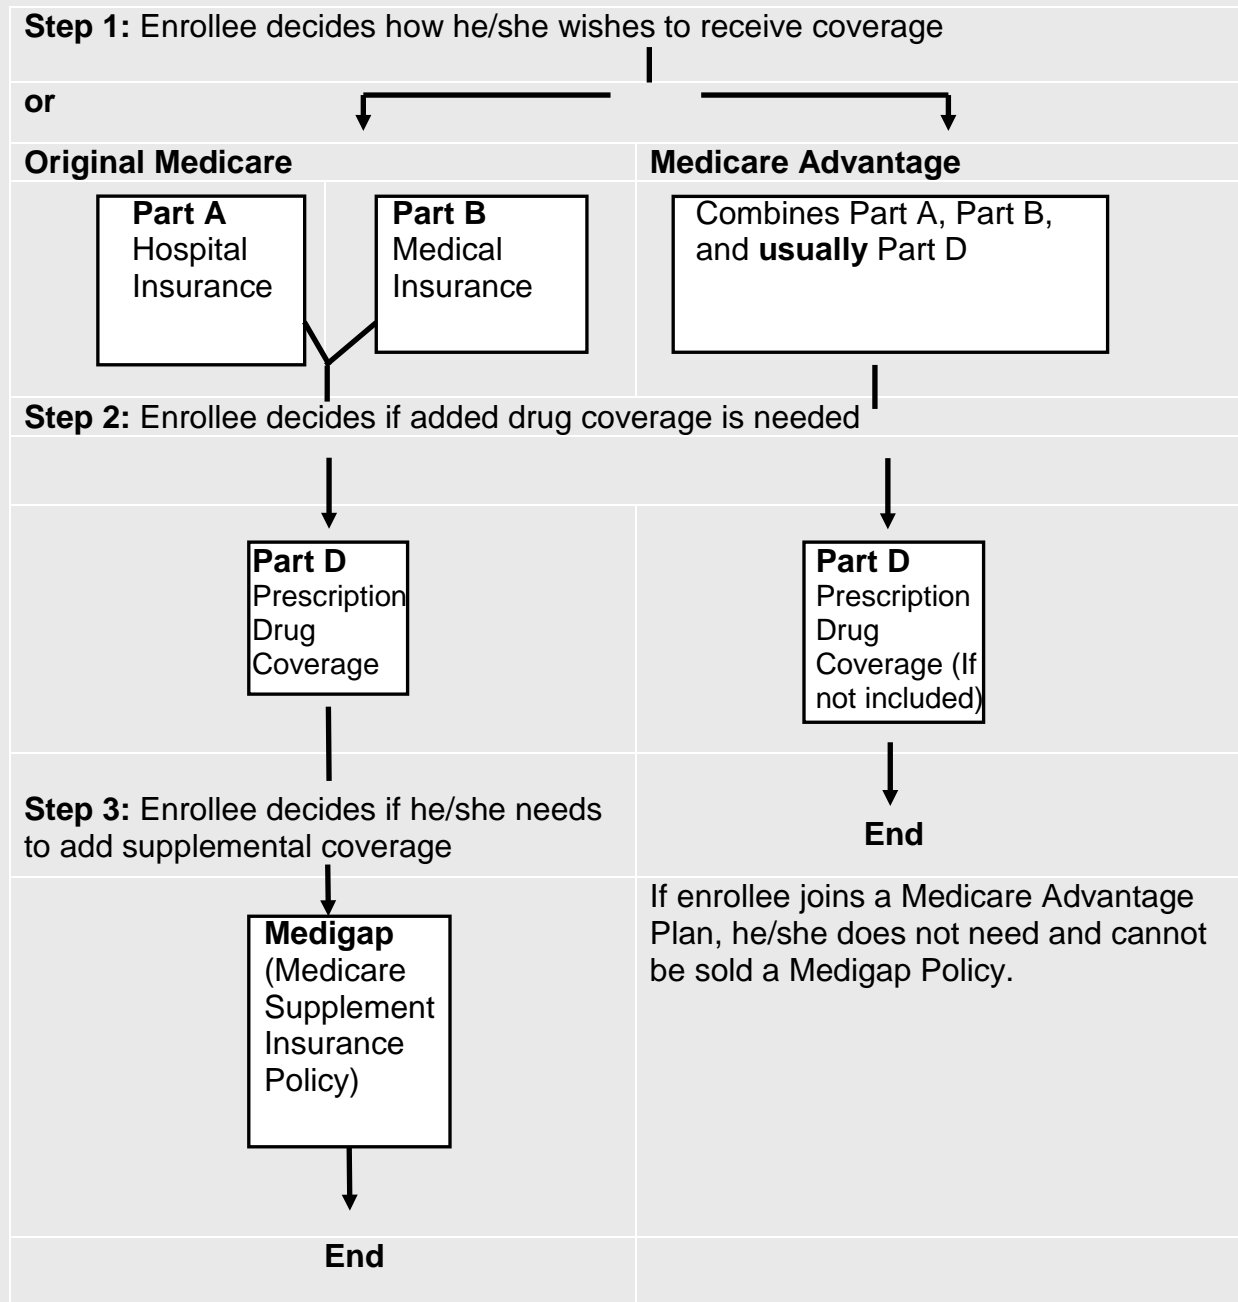 Step 1: Enrollee decides how he/she wishes to receive coverage
or
Original Medicare
Medicare Advantage
Part A
Hospital
Insurance
Part B
Medical
Insurance
Combines Part A, Part B,
and usually Part D
Step 2: Enrollee decides if added drug coverage is needed
Part D
Prescription
Drug
Coverage
Part D
Prescription
Drug
Coverage (If
not included)
Step 3: Enrollee decides if he/she needs
to add supplemental coverage
End
Medigap
(Medicare
Supplement
Insurance
Policy)
If enrollee joins a Medicare Advantage
Plan, he/she does not need and cannot
be sold a Medigap Policy.
End